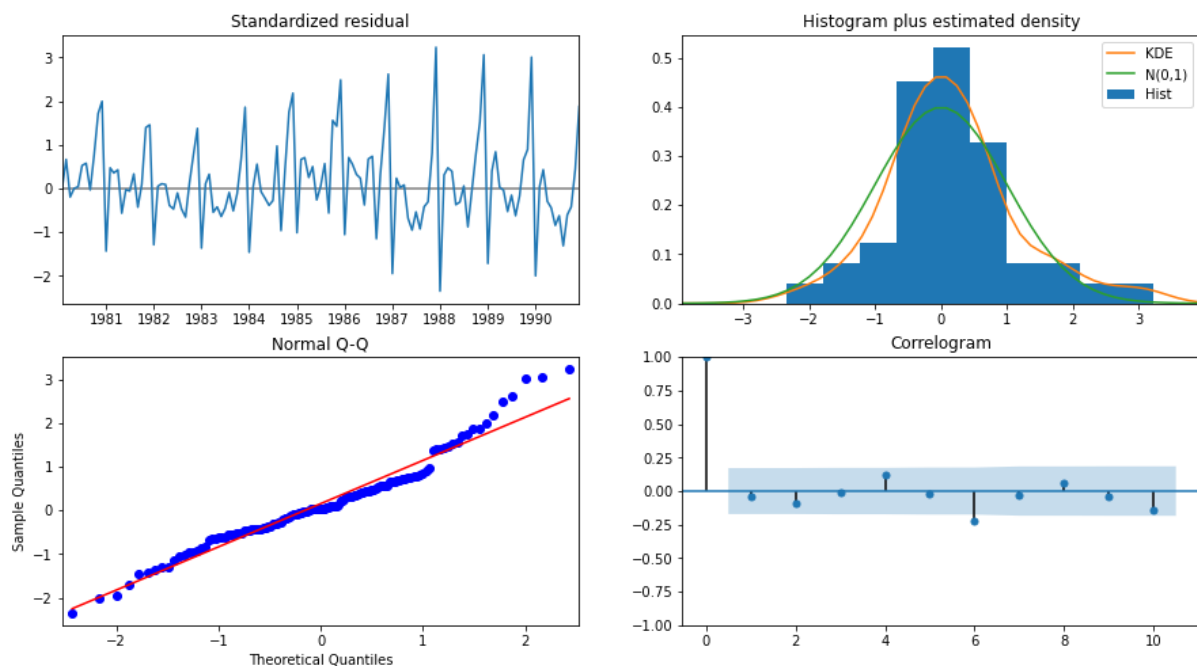 Standardized residual
3
2
1
0
−1
−2
1981 1982 1983 1984 1985 1986 1987 1988 1989 1990
Histogram plus estimated density
KDE
N(0,1)
Hist
0.5
0.4
0.3
0.2
0.1
0.0
−3 −2 −1 0 1 2 3
Normal Q-Q
Sample Quantiles
3
2
1
0
−1
−2
−2 −1 0 1 2
Theoretical Quantiles
Correlogram
1.00
0.75
0.50
0.25
0.00
−0.25
−0.50
−0.75
−1.00
0 2 4 6 8 10